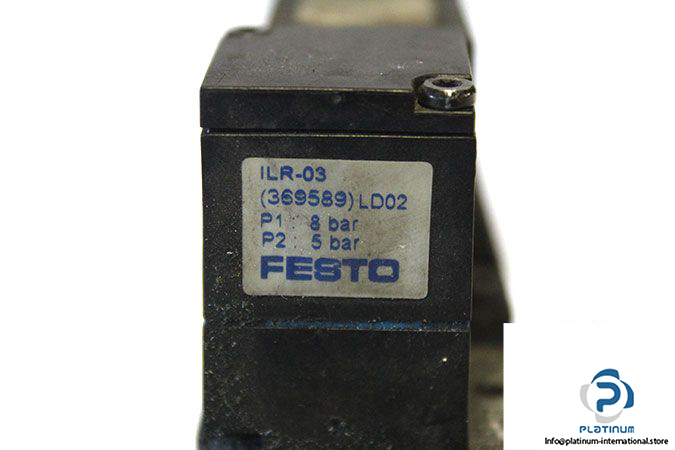 ILR-03
(369589) LD02
P1 : 8 bar
P2 : 5 bar
FESTO
PLATINUM
Info@platinum-international.store